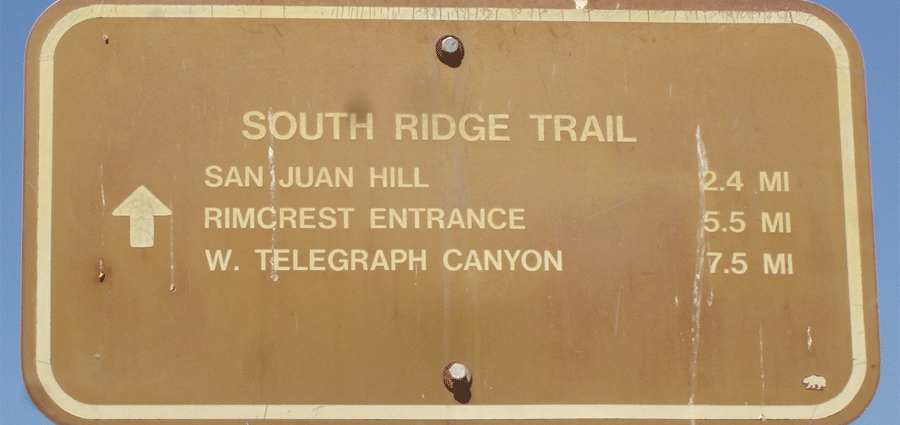 SOUTH RIDGE TRAIL
SAN JUAN HILL 2.4 MI
RIMCREST ENTRANCE 5.5 MI
W. TELEGRAPH CANYON 7.5 MI